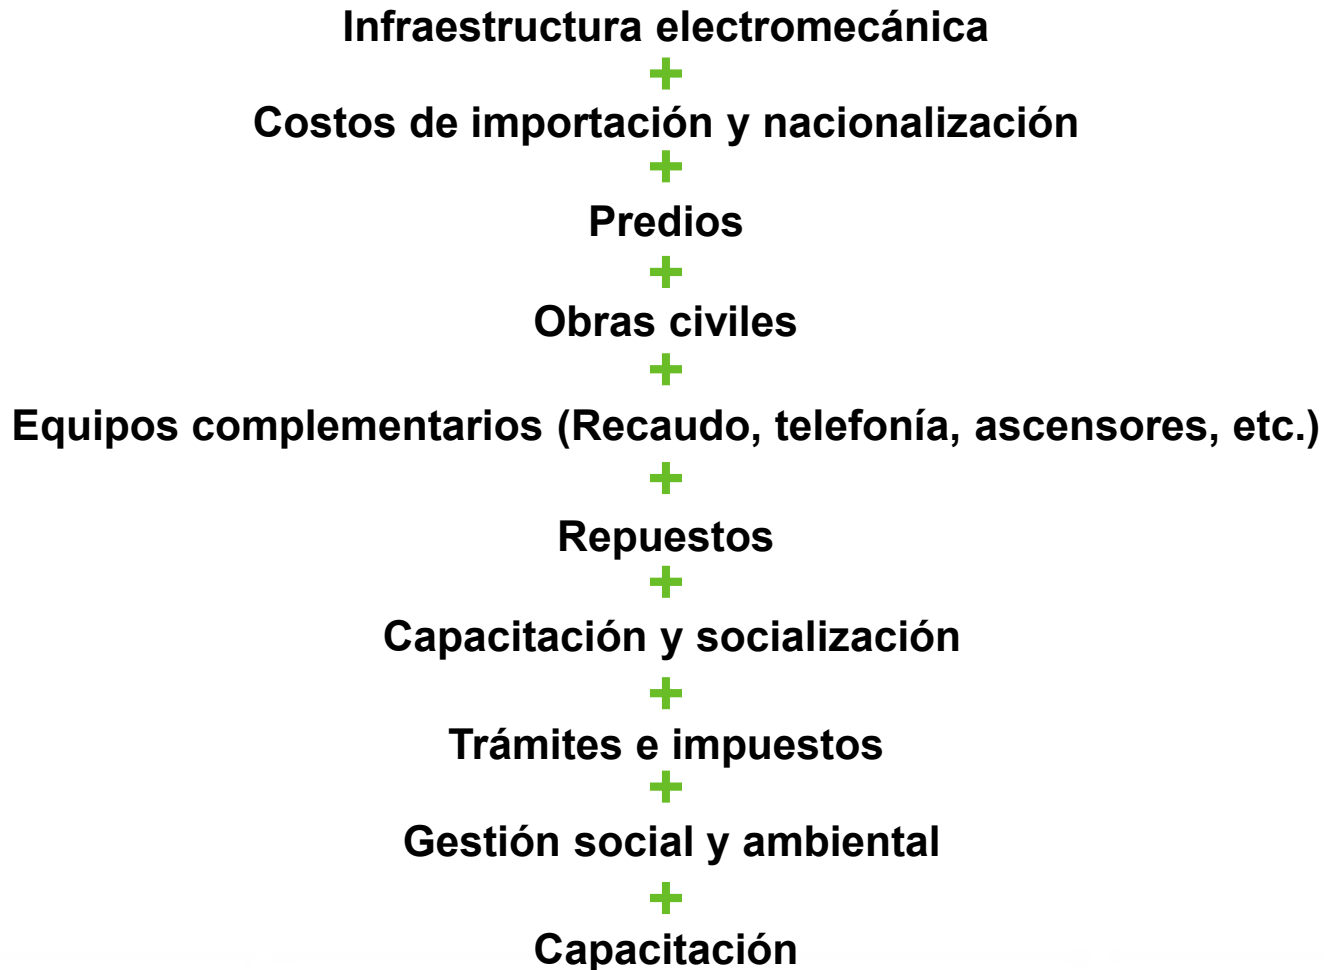 Infraestructura electromecánica
+
Costos de importación y nacionalización
+
Predios
+
Obras civiles
+
Equipos complementarios (Recaudo, telefonía, ascensores, etc.)
+
Repuestos
+
Capacitación y socialización
+
Trámites e impuestos
+
Gestión social y ambiental
+
Capacitación